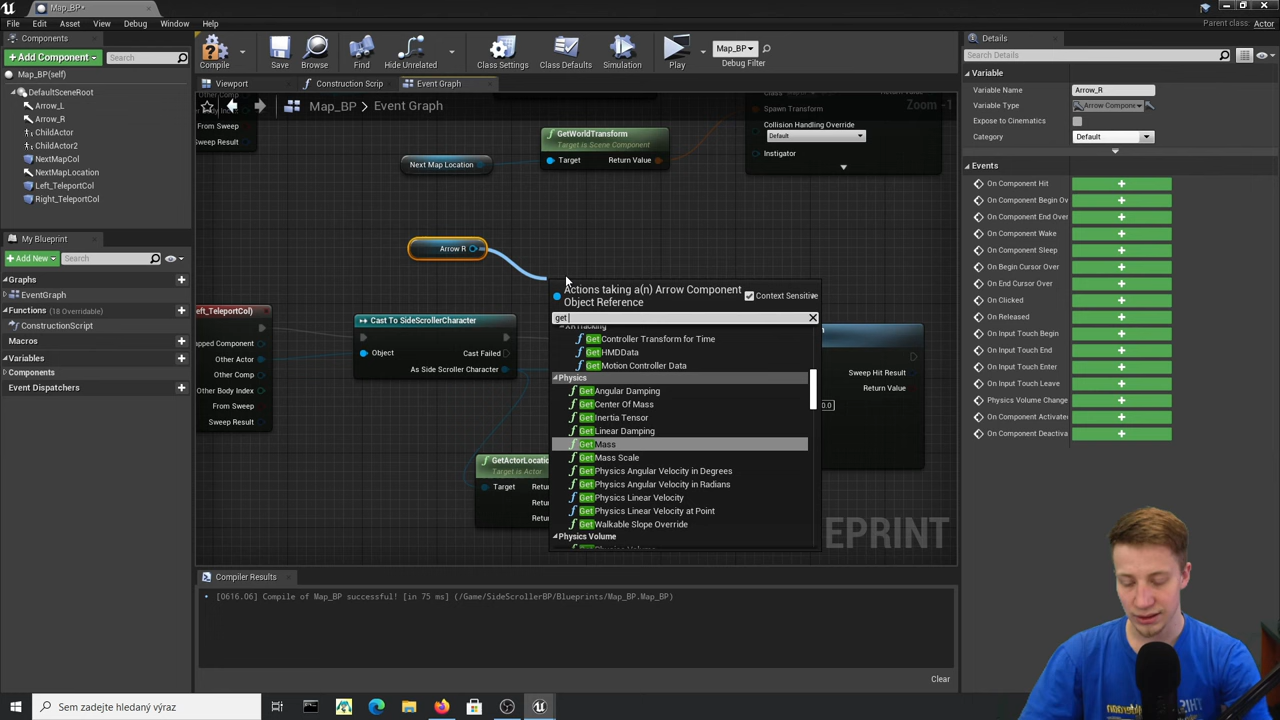 Map_BP*
File
Edit
Asset
View
Debug
Window
Help
Parent class: Actor
Components
+ Add Component
Search
Map_BP(self)
DefaultSceneRoot
Arrow_L
Arrow_R
ChildActor
ChildActor2
NextMapCol
NextMapLocation
Left_TeleportCol
Right_TeleportCol
My Blueprint
+ Add New
Search
Graphs
EventGraph
Functions (18 Overridable)
ConstructionScript
Macros
Variables
Components
Event Dispatchers
Compile
Save
Browse
Find
Hide Unrelated
Class Settings
Class Defaults
Simulation
Play
Map_BP
Debug Filter
Viewport
Construction Scrip
Event Graph
Map_BP > Event Graph
Zoom -1
From Sweep
Sweep Result
GetWorldTransform
Target is Scene Component
Target
Return Value
Next Map Location
Spawn Transform
Collision Handling Override
Default
Instigator
Arrow R
Actions taking a(n) Arrow Component Object Reference
Context Sensitive
get
Get Controller Transform for Time
Get HMDData
Get Motion Controller Data
Physics
Get Angular Damping
Get Center Of Mass
Get Inertia Tensor
Get Linear Damping
Get Mass
Get Mass Scale
Get Physics Angular Velocity in Degrees
Get Physics Angular Velocity in Radians
Get Physics Linear Velocity
Get Physics Linear Velocity at Point
Get Walkable Slope Override
Physics Volume
eft_TeleportCol)
apped Component
Other Actor
Other Comp
Other Body Index
From Sweep
Sweep Result
Cast To SideScrollerCharacter
Object
Cast Failed
As Side Scroller Character
GetActorLocatio
Target is Actor
Target
Sweep Hit Result
Return Value
0.0
EPRINT
Compiler Results
[0616.06] Compile of Map_BP successful! [in 75 ms] (/Game/SideScrollerBP/Blueprints/Map_BP.Map_BP)
Clear
Details
Search Details
Variable
Variable Name
Arrow_R
Variable Type
Arrow Compone
Expose to Cinematics
Category
Default
Events
On Component Hit
On Component Begin Ov
On Component End Over
On Component Wake
On Component Sleep
On Begin Cursor Over
On End Cursor Over
On Clicked
On Released
On Input Touch Begin
On Input Touch End
On Input Touch Enter
On Input Touch Leave
Physics Volume Change
On Component Activate
On Component Deactiva
Sem zadejte hledaný výraz